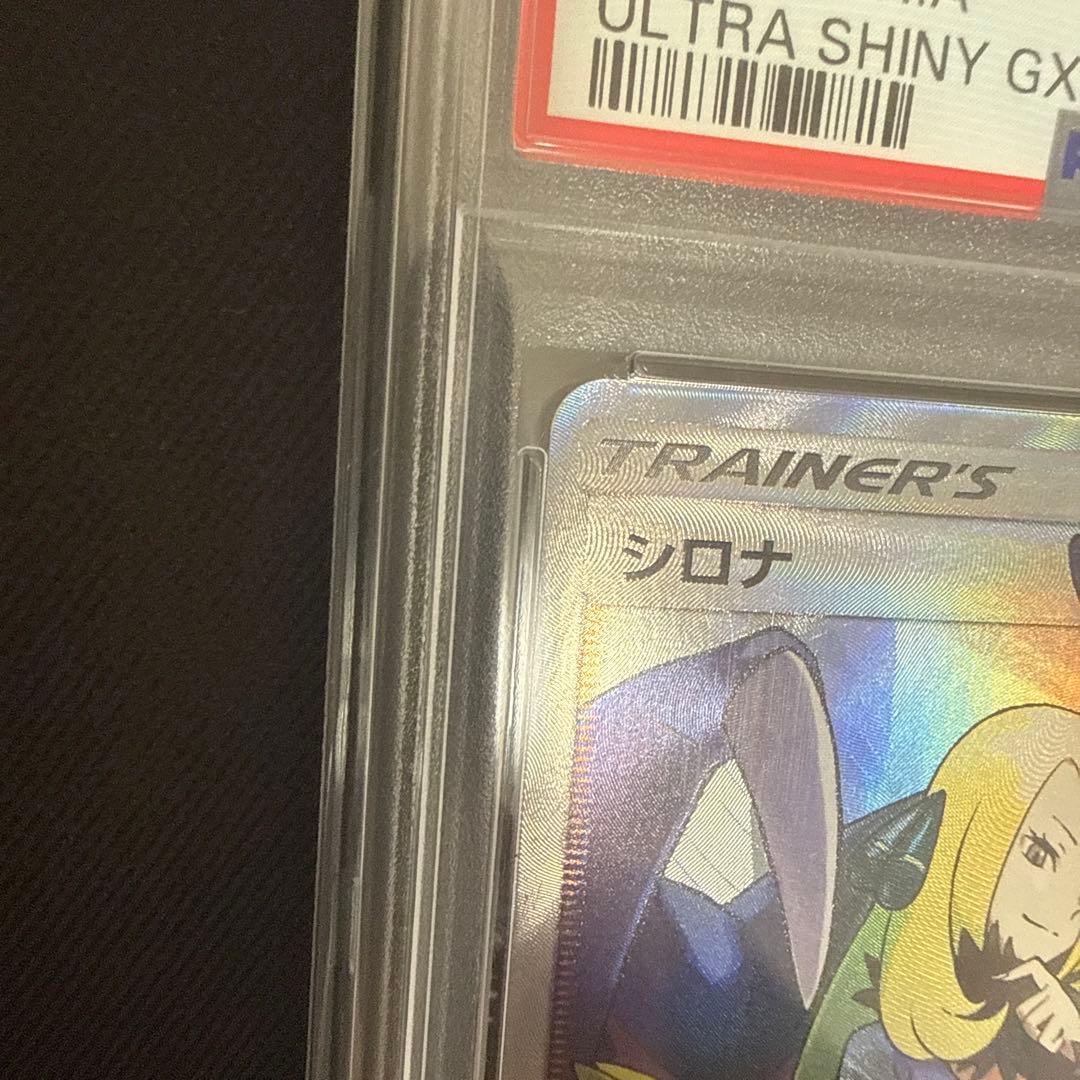 ULTRA SHINY GX
TRAINER'S
シロナ